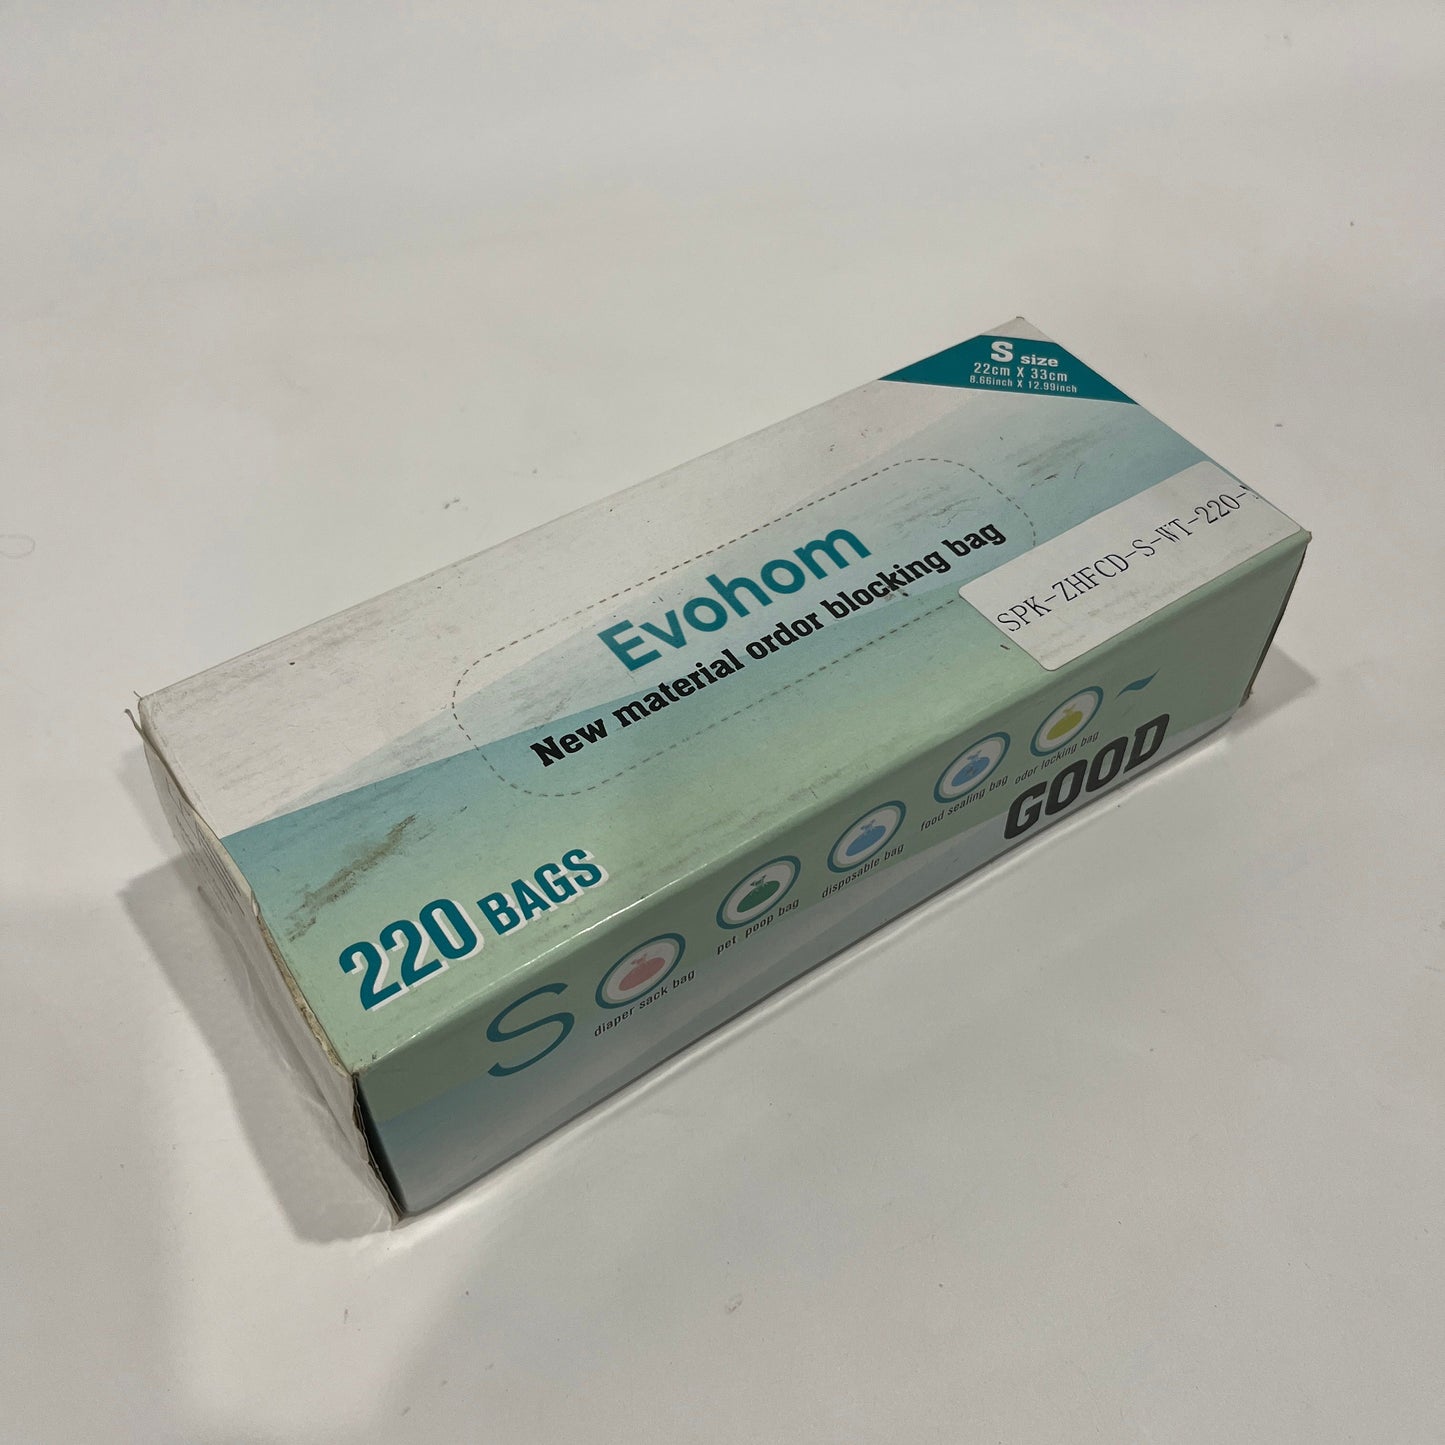 S size
22cm X 33cm
8.66inch X 12.99inch
Evohom
New material ordor blocking bag
SPK-ZHFCD-S-WT-220-
220 BAGS
S
diaper sack bag
pet poop bag
disposable bag
food sealing bag
odor locking bag
~
GOOD